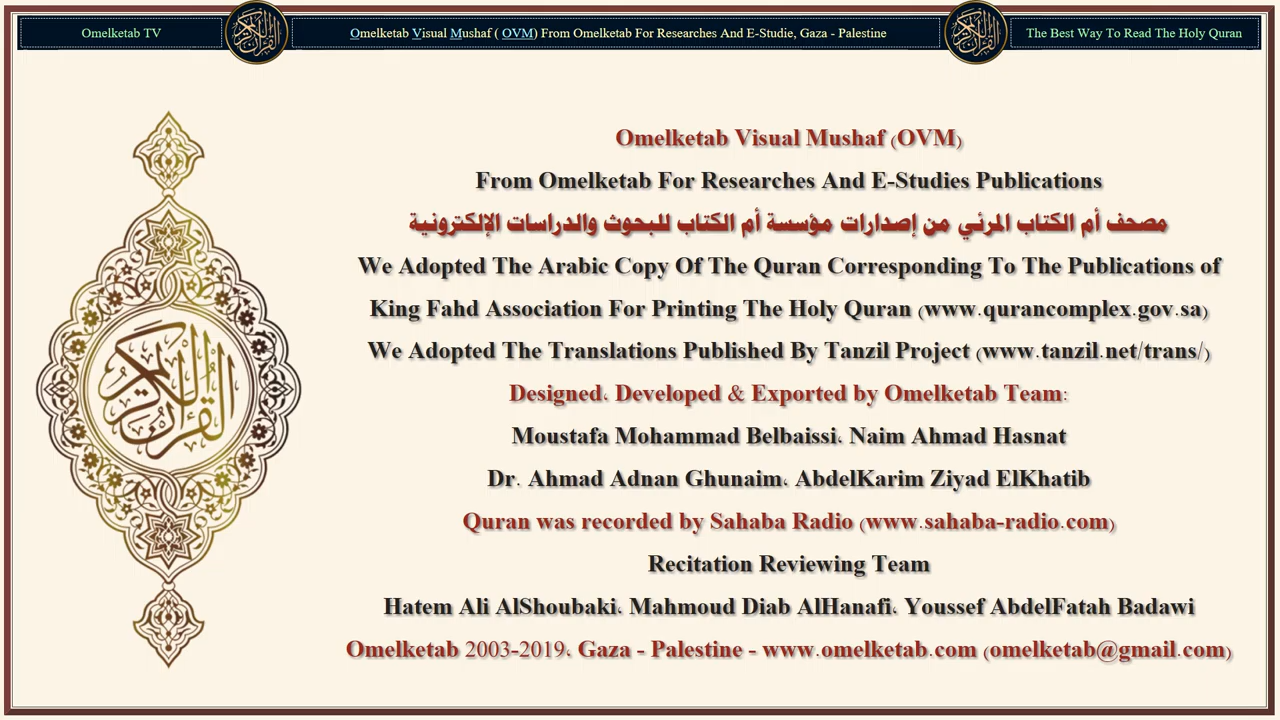 Omelketab TV
Omelketab Visual Mushaf ( OVM) From Omelketab For Researches And E-Studie, Gaza - Palestine
The Best Way To Read The Holy Quran
القرآن الكريم
Omelketab Visual Mushaf (OVM)
From Omelketab For Researches And E-Studies Publications
مصحف أم الكتاب المرئي من إصدارات مؤسسة أم الكتاب للبحوث والدراسات الإلكترونية
We Adopted The Arabic Copy Of The Quran Corresponding To The Publications of
King Fahd Association For Printing The Holy Quran (www.qurancomplex.gov.sa)
We Adopted The Translations Published By Tanzil Project (www.tanzil.net/trans/)
Designed، Developed & Exported by Omelketab Team:
Moustafa Mohammad Belbaissi، Naim Ahmad Hasnat
Dr. Ahmad Adnan Ghunaim، AbdelKarim Ziyad ElKhatib
Quran was recorded by Sahaba Radio (www.sahaba-radio.com)
Recitation Reviewing Team
Hatem Ali AlShoubaki، Mahmoud Diab AlHanafi، Youssef AbdelFatah Badawi
Omelketab 2003-2019، Gaza - Palestine - www.omelketab.com (omelketab@gmail.com)